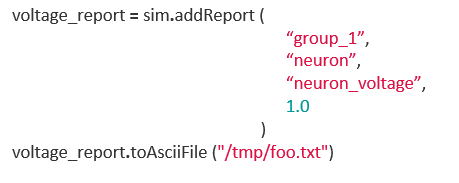 voltage_report = sim.addReport (
“group_1”,
“neuron”,
“neuron_voltage”,
1.0
)
voltage_report.toAsciiFile ("/tmp/foo.txt")